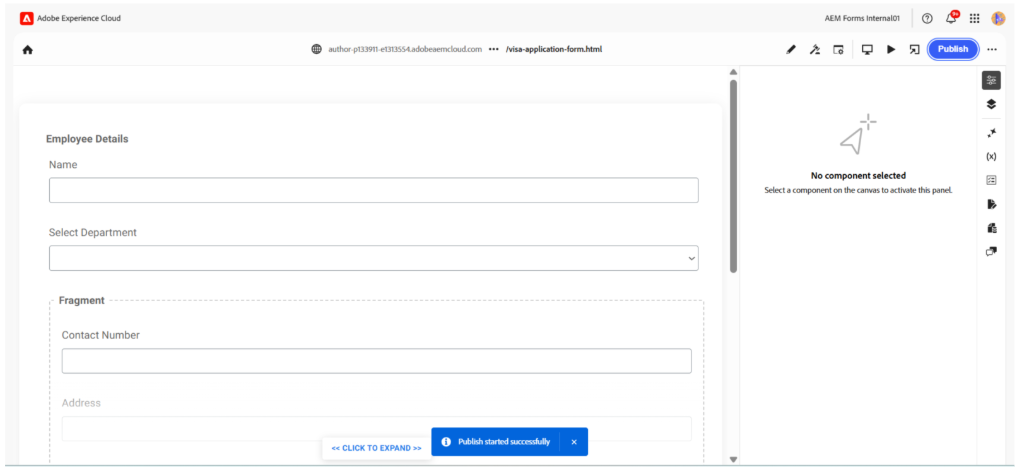 Adobe Experience Cloud
AEM Forms Internal01
9+
author-p133911-e1313554.adobeaemcloud.com ••• /visa-application-form.html
Publish
Employee Details
Name
Select Department
Fragment
Contact Number
Address
<< CLICK TO EXPAND >>
Publish started successfully
No component selected
Select a component on the canvas to activate this panel.
(x)